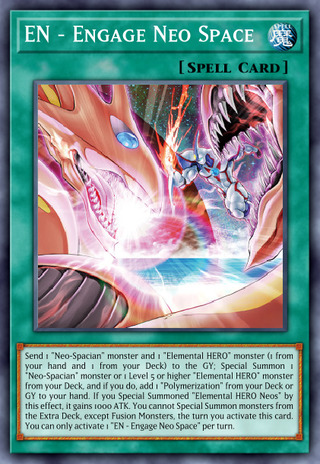 EN - Engage Neo Space
魔
[Spell Card]
Send 1 "Neo-Spacian" monster and 1 "Elemental HERO" monster (1 from
your hand and 1 from your Deck) to the GY; Special Summon 1
"Neo-Spacian" monster or 1 Level 5 or higher "Elemental HERO" monster
from your Deck, and if you do, add 1 "Polymerization" from your Deck or
GY to your hand. If you Special Summoned "Elemental HERO Neos" by
this effect, it gains 1000 ATK. You cannot Special Summon monsters from
the Extra Deck, except Fusion Monsters, the turn you activate this card.
You can only activate 1 "EN - Engage Neo Space" per turn.